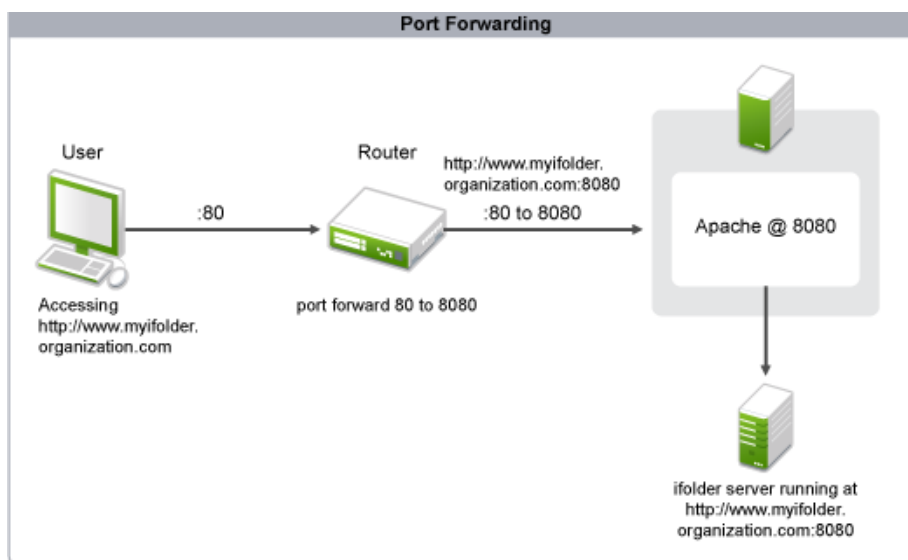 Port Forwarding
User
:80
Accessing
http://www.myifolder.
organization.com
Router
port forward 80 to 8080
http://www.myifolder.
organization.com:8080
:80 to 8080
Apache @ 8080
ifolder server running at
http://www.myifolder.
organization.com:8080